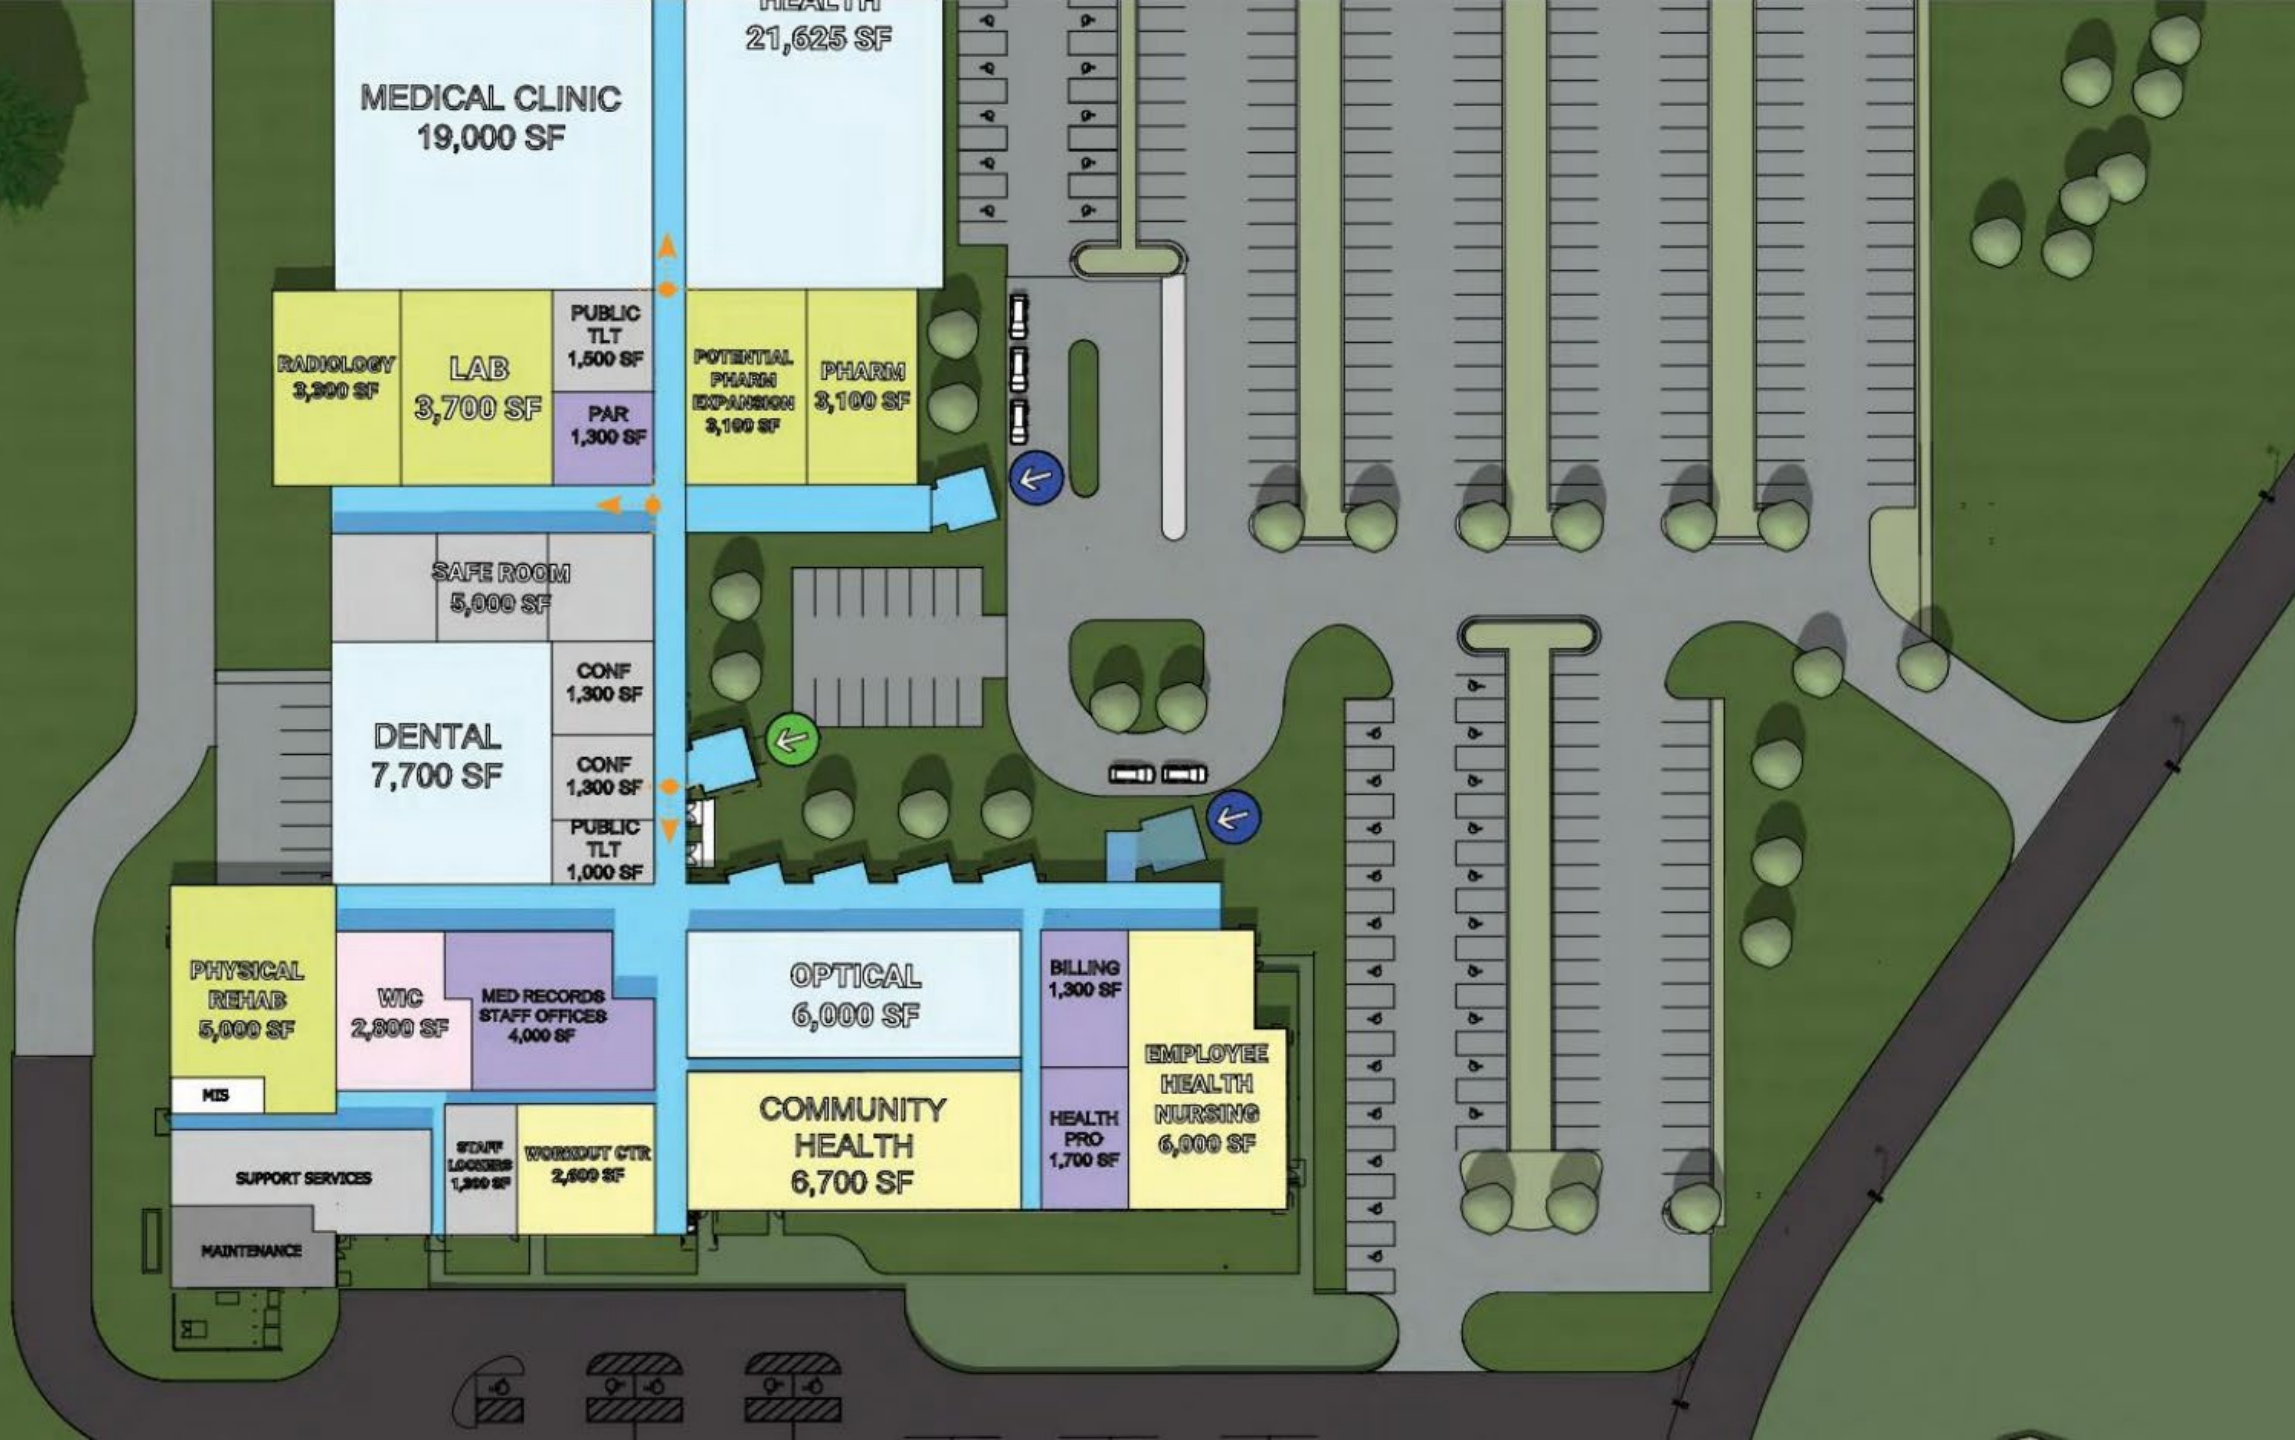 HEALTH
21,625 SF
MEDICAL CLINIC
19,000 SF
RADIOLOGY
3,300 SF
LAB
3,700 SF
PUBLIC
TLT
1,500 SF
PAR
1,300 SF
POTENTIAL
PHARM
EXPANSION
3,100 SF
PHARM
3,100 SF
SAFE ROOM
5,000 SF
DENTAL
7,700 SF
CONF
1,300 SF
CONF
1,300 SF
PUBLIC
TLT
1,000 SF
PHYSICAL
REHAB
5,000 SF
MIS
WIC
2,800 SF
MED RECORDS
STAFF OFFICES
4,000 SF
OPTICAL
6,000 SF
BILLING
1,300 SF
EMPLOYEE
HEALTH
NURSING
6,000 SF
COMMUNITY
HEALTH
6,700 SF
HEALTH
PRO
1,700 SF
SUPPORT SERVICES
STAFF
LOCKERS
SF
WORKOUT CTR
2,600 SF
MAINTENANCE